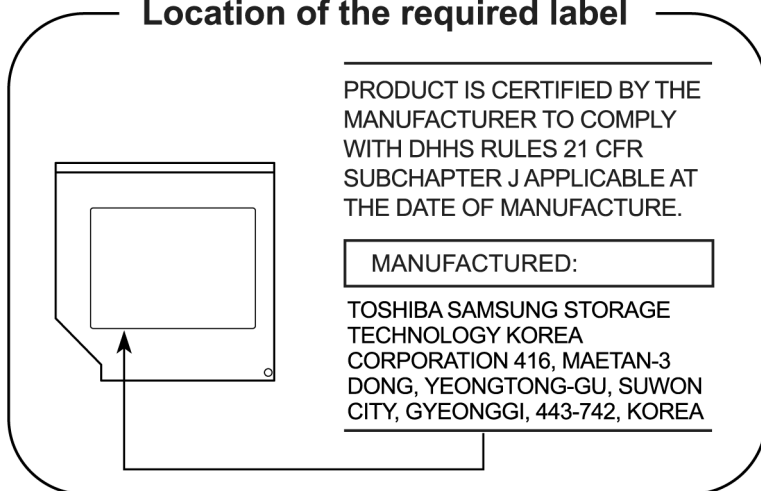 Location of the required label
PRODUCT IS CERTIFIED BY THE
MANUFACTURER TO COMPLY
WITH DHHS RULES 21 CFR
SUBCHAPTER J APPLICABLE AT
THE DATE OF MANUFACTURE.
MANUFACTURED:
TOSHIBA SAMSUNG STORAGE
TECHNOLOGY KOREA
CORPORATION 416, MAETAN-3
DONG, YEONGTONG-GU, SUWON
CITY, GYEONGGI, 443-742, KOREA